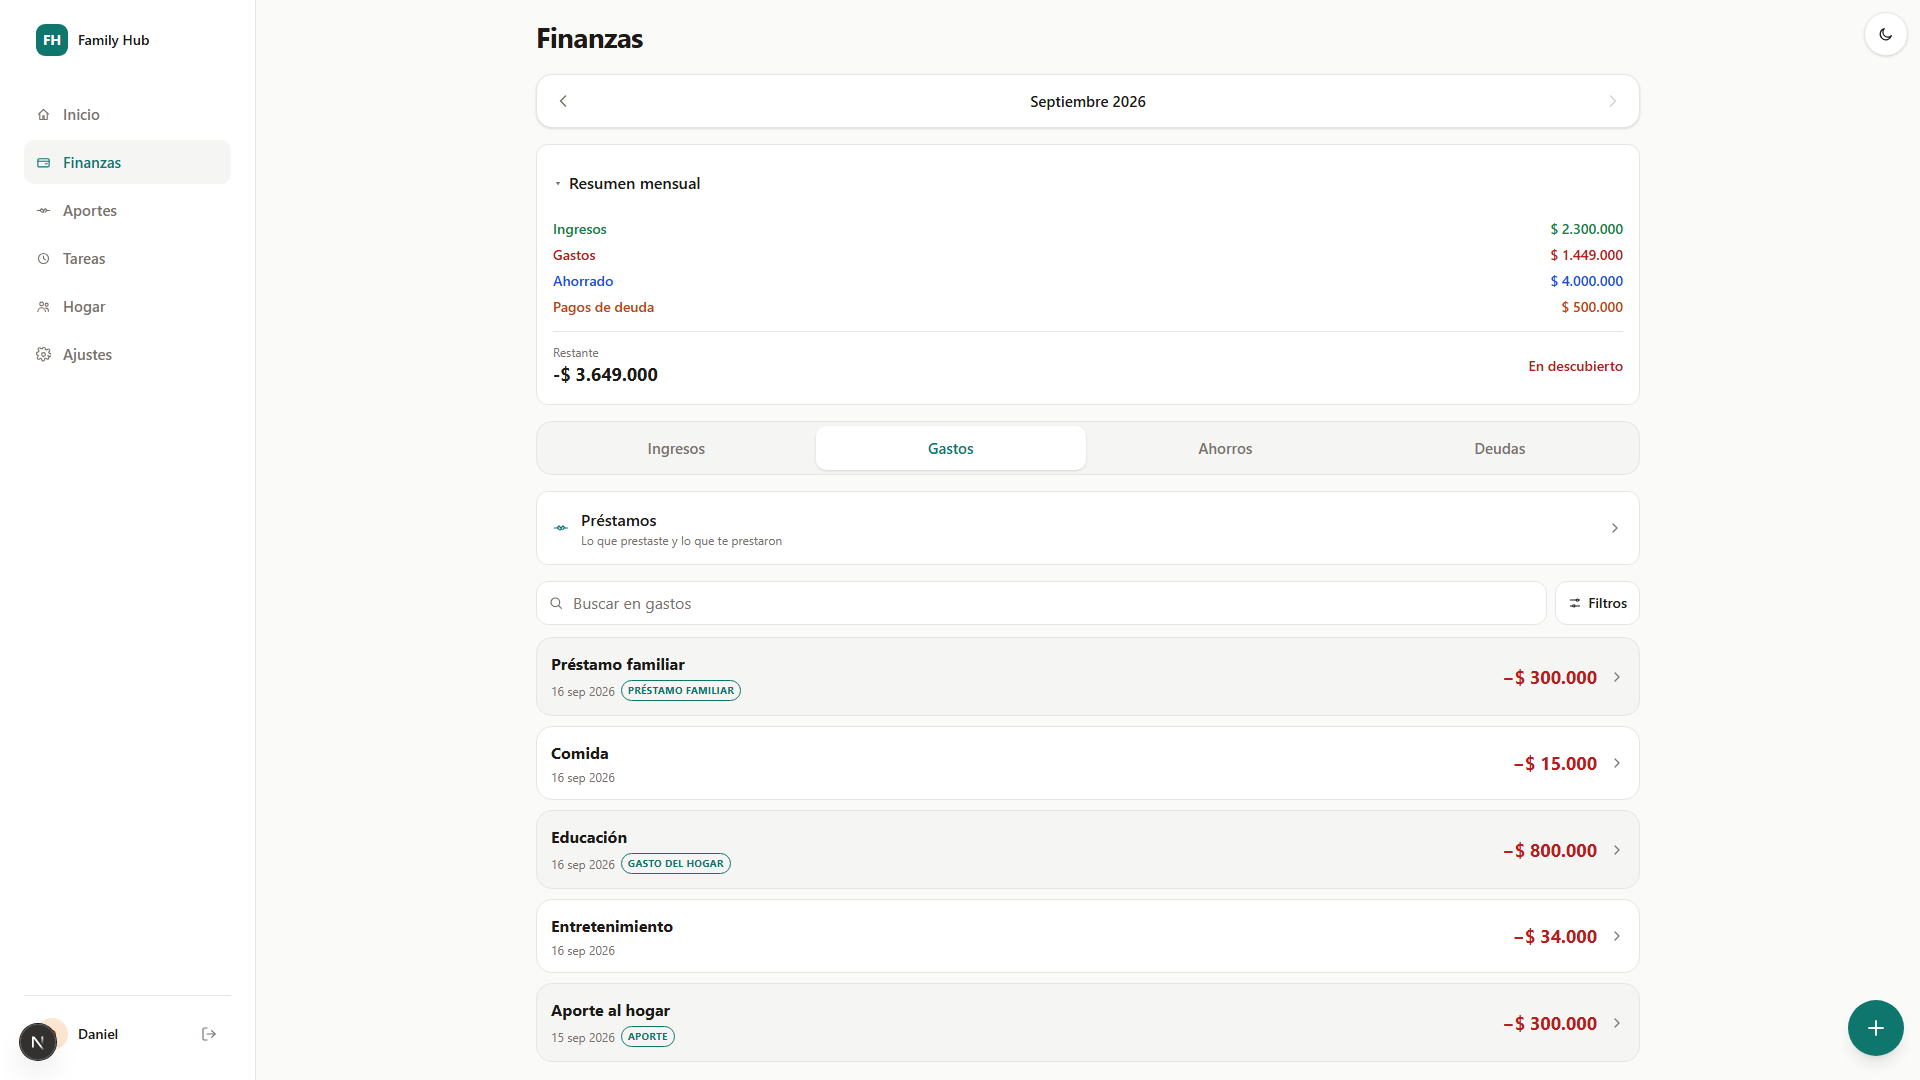 FH Family Hub
Inicio
Finanzas
Aportes
Tareas
Hogar
Ajustes
N Daniel
Finanzas
Septiembre 2026
Resumen mensual
Ingresos $ 2.300.000
Gastos $ 1.449.000
Ahorrado $ 4.000.000
Pagos de deuda $ 500.000
Restante
-$ 3.649.000
En descubierto
Ingresos Gastos Ahorros Deudas
Préstamos
Lo que prestaste y lo que te prestaron
Buscar en gastos Filtros
Préstamo familiar
16 sep 2026 PRÉSTAMO FAMILIAR
–$ 300.000
Comida
16 sep 2026
–$ 15.000
Educación
16 sep 2026 GASTO DEL HOGAR
–$ 800.000
Entretenimiento
16 sep 2026
–$ 34.000
Aporte al hogar
15 sep 2026 APORTE
–$ 300.000